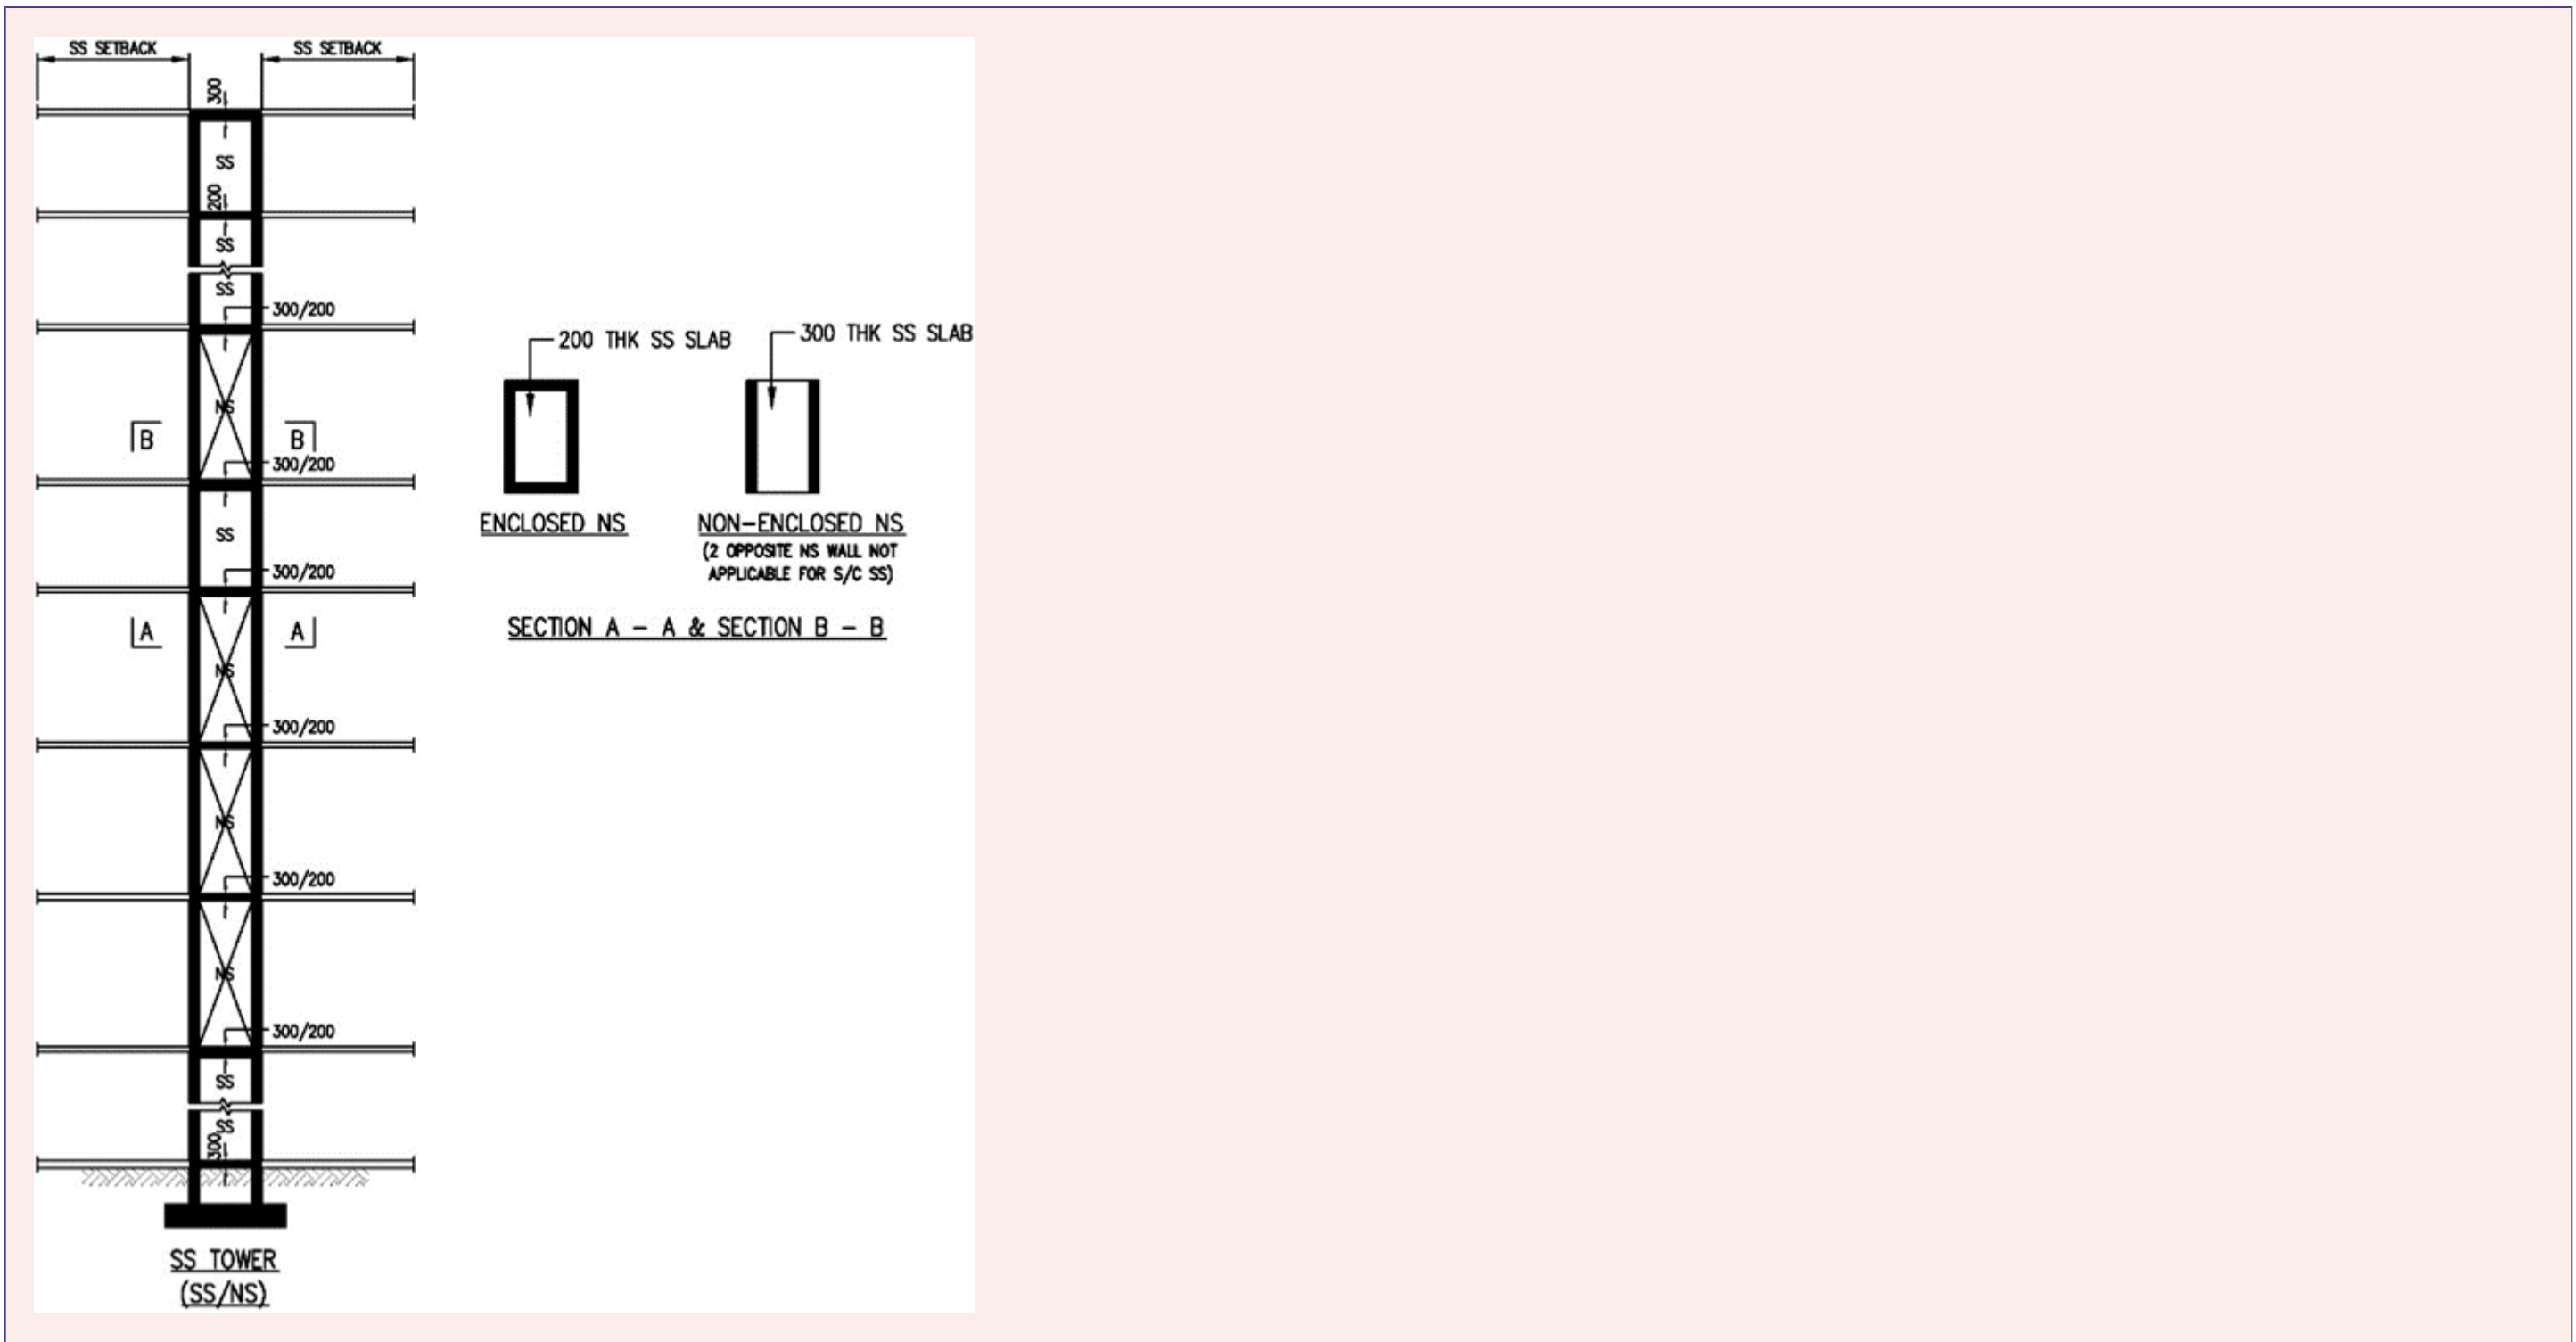 SS SETBACK SS SETBACK
300
SS
200
SS
SS
300/200
NS
B B
300/200
SS
300/200
A A
NS
300/200
NS
300/200
NS
300/200
SS
SS
300
SS TOWER
(SS/NS)
200 THK SS SLAB
300 THK SS SLAB
ENCLOSED NS
NON-ENCLOSED NS
(2 OPPOSITE NS WALL NOT
APPLICABLE FOR S/C SS)
SECTION A - A & SECTION B - B